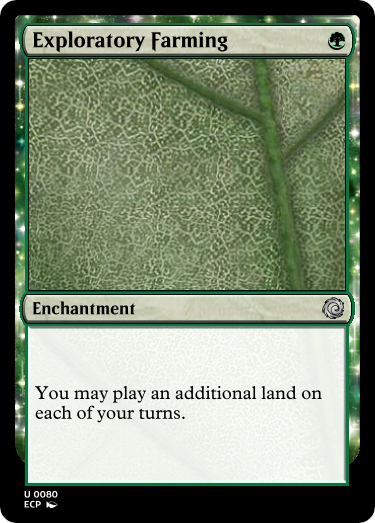 Exploratory Farming
Enchantment
You may play an additional land on
each of your turns.
U 0080
ECP